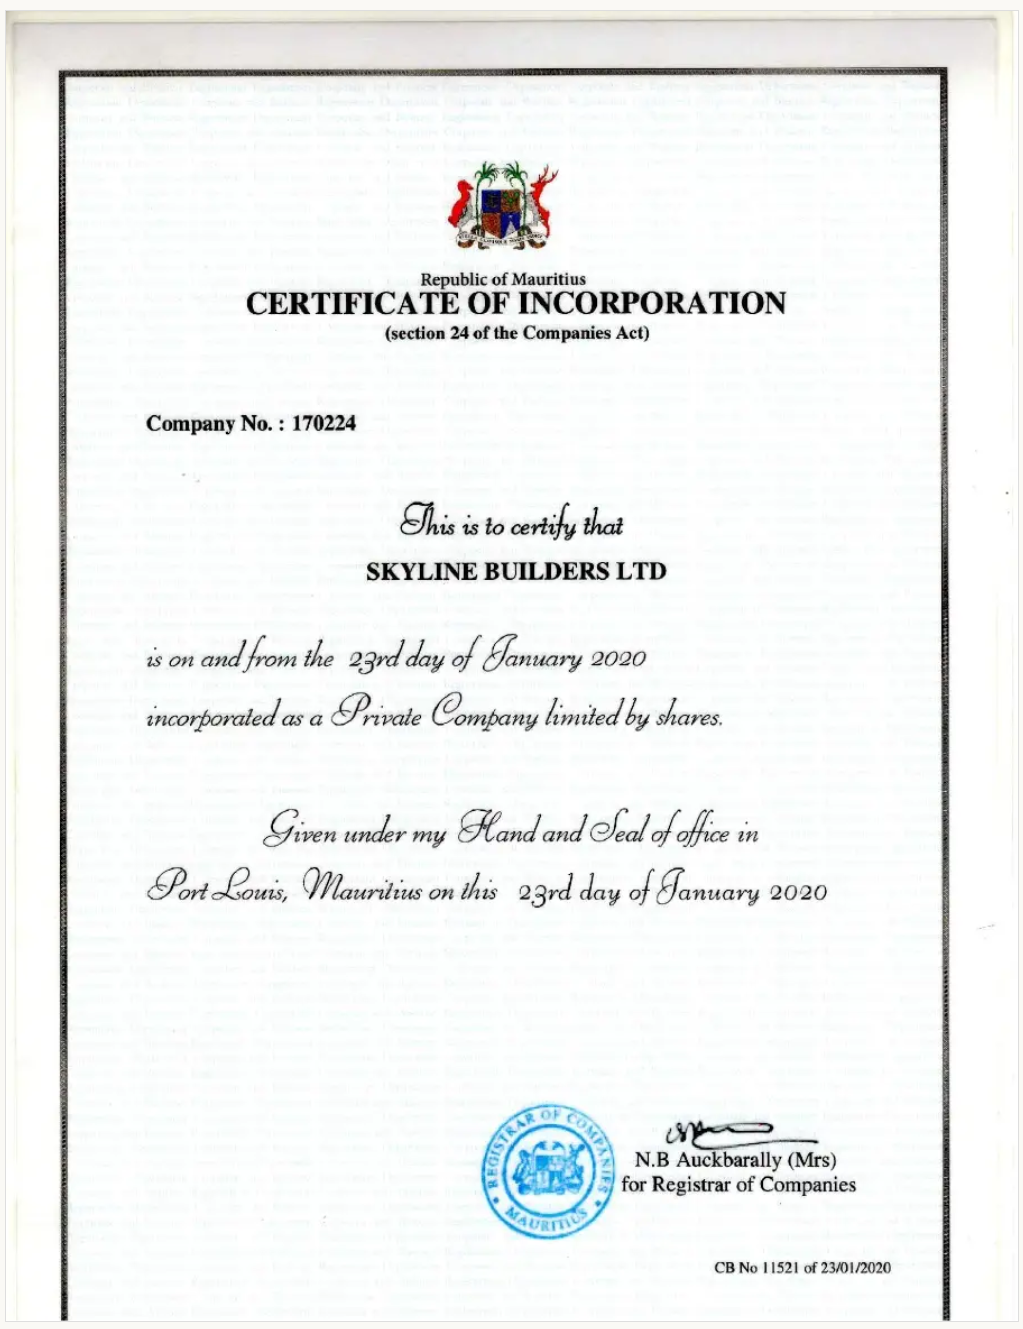 Republic of Mauritius
CERTIFICATE OF INCORPORATION
(section 24 of the Companies Act)
Company No. : 170224
This is to certify that
SKYLINE BUILDERS LTD
is on and from the 23rd day of January 2020
incorporated as a Private Company limited by shares.
Given under my Hand and Seal of office in
Port Louis, Mauritius on this 23rd day of January 2020
REGISTRAR OF COMPANIES
MAURITIUS
N.B Auckbarally (Mrs)
for Registrar of Companies
CB No 11521 of 23/01/2020